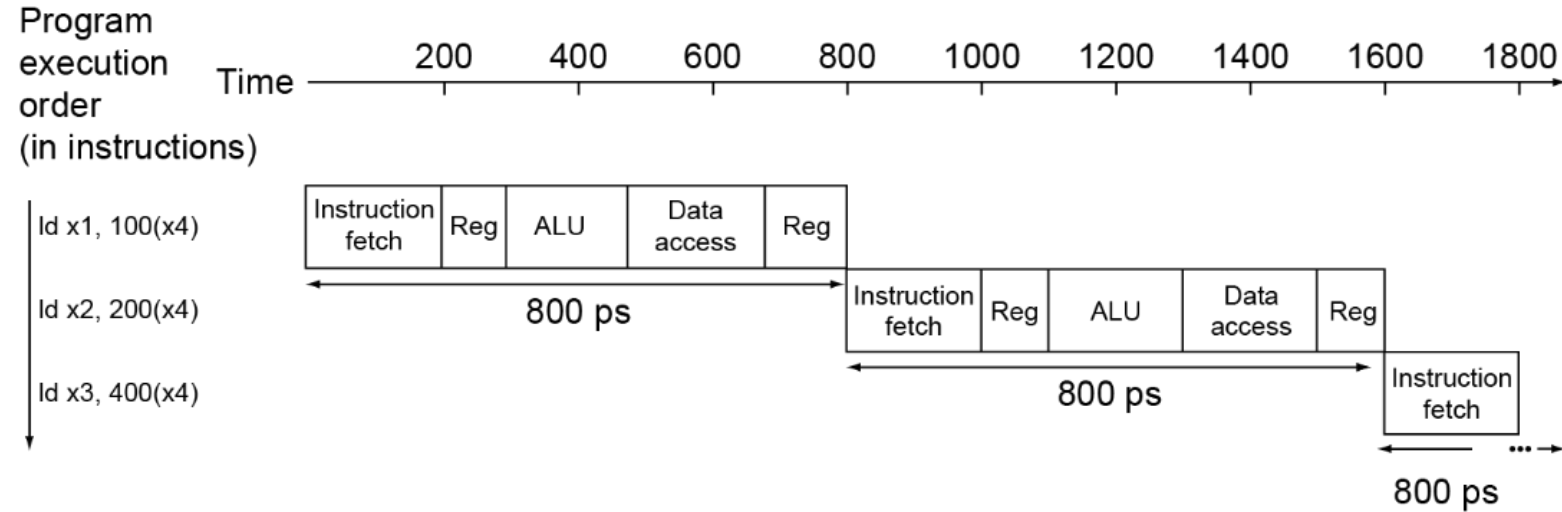 Program
execution
order
(in instructions)
Time
200 400 600 800 1000 1200 1400 1600 1800
ld x1, 100(x4)
Instruction
fetch
Reg
ALU
Data
access
Reg
800 ps
ld x2, 200(x4)
Instruction
fetch
Reg
ALU
Data
access
Reg
800 ps
ld x3, 400(x4)
Instruction
fetch
...
800 ps